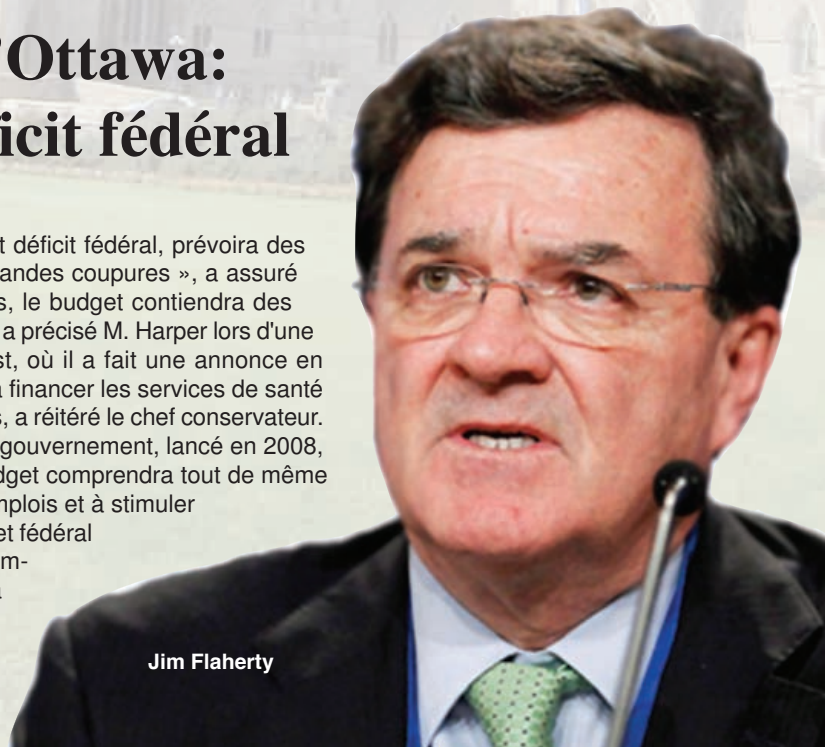 ’Ottawa:
icit fédéral
t déficit fédéral, prévoira des
andes coupures », a assuré
s, le budget contiendra des
a précisé M. Harper lors d'une
st, où il a fait une annonce en
à financer les services de santé
s, a réitéré le chef conservateur.
gouvernement, lancé en 2008,
dget comprendra tout de même
mplois et à stimuler
et fédéral
m-
Jim Flaherty